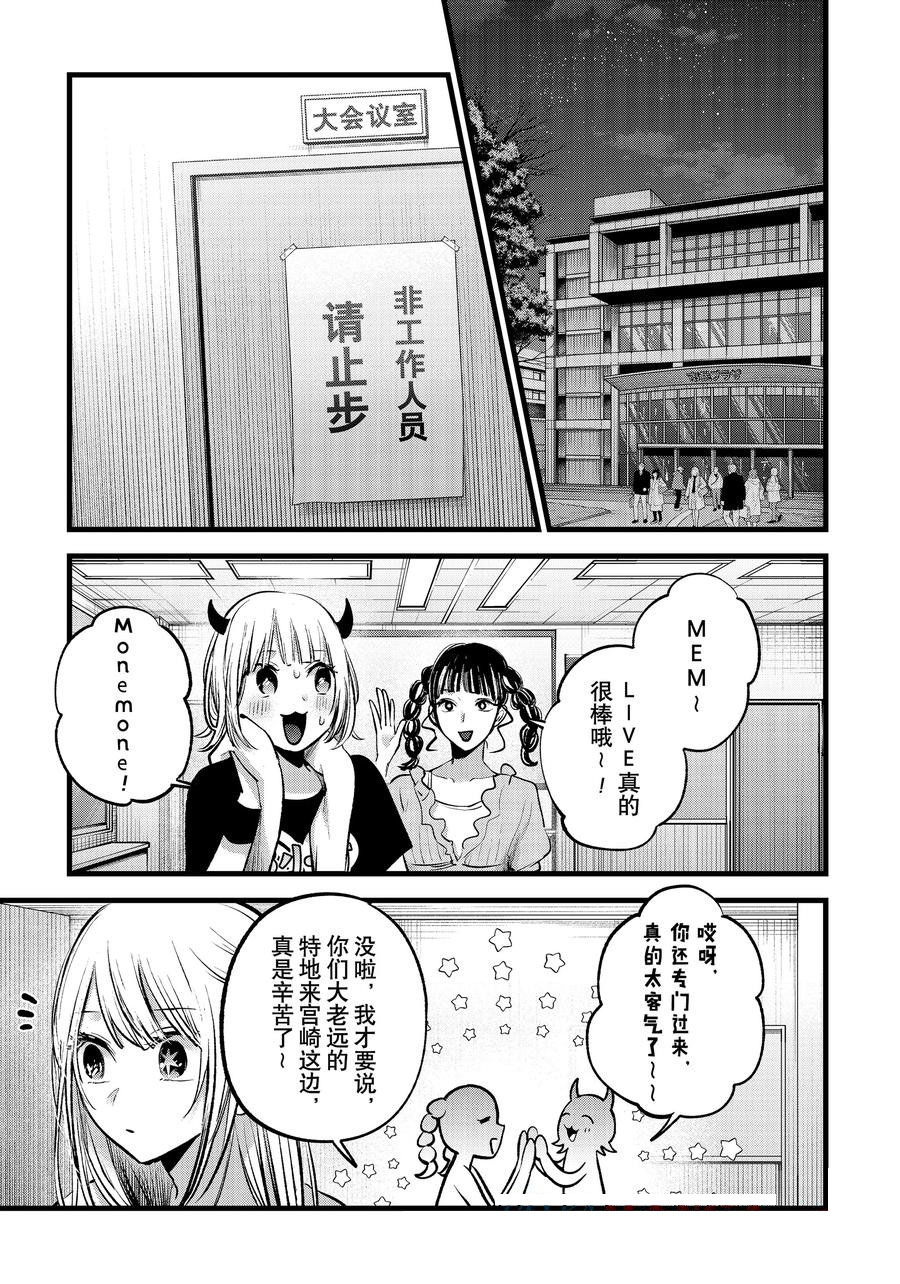 大会议室
非工作人员
请止步
MEM~
LIVE真的
很棒哦~！
Monemone!
哎呀，
你还专门过来，
真的太客气了~~
没啦，我才要说，
你们大老远的
特地来宫崎这边，
真是辛苦了~